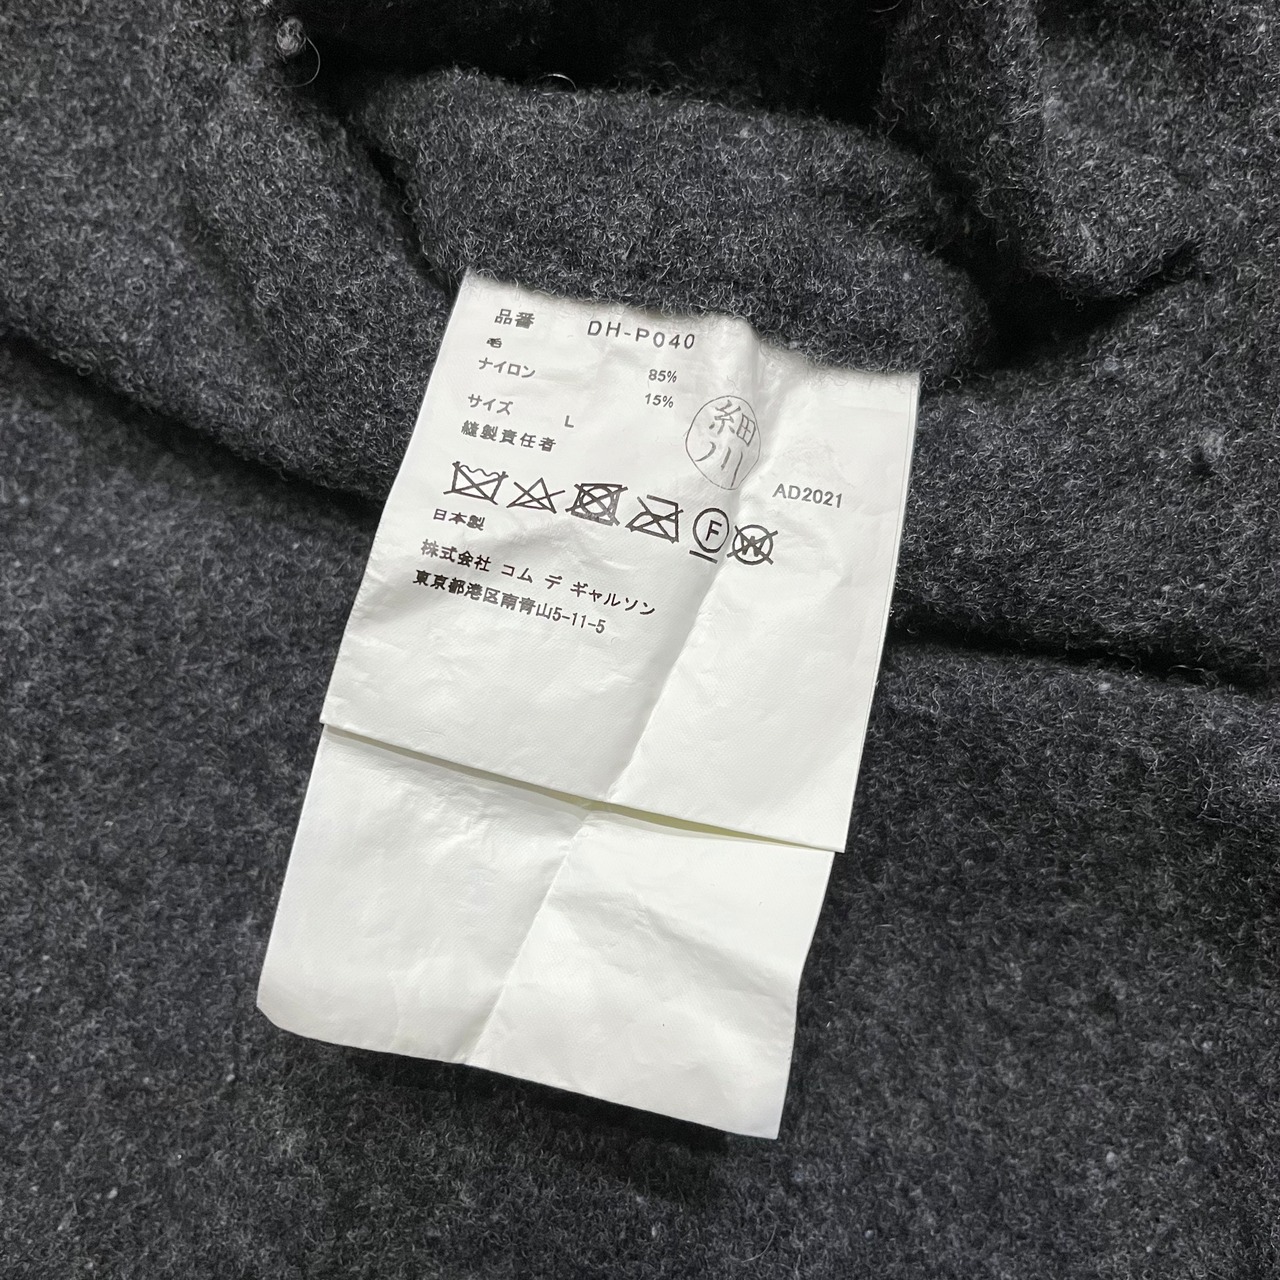 品番 DH-P040
毛 85%
ナイロン 15%
サイズ L
縫製責任者 細川
AD2021
F W
日本製
株式会社 コム デ ギャルソン
東京都港区南青山5-11-5